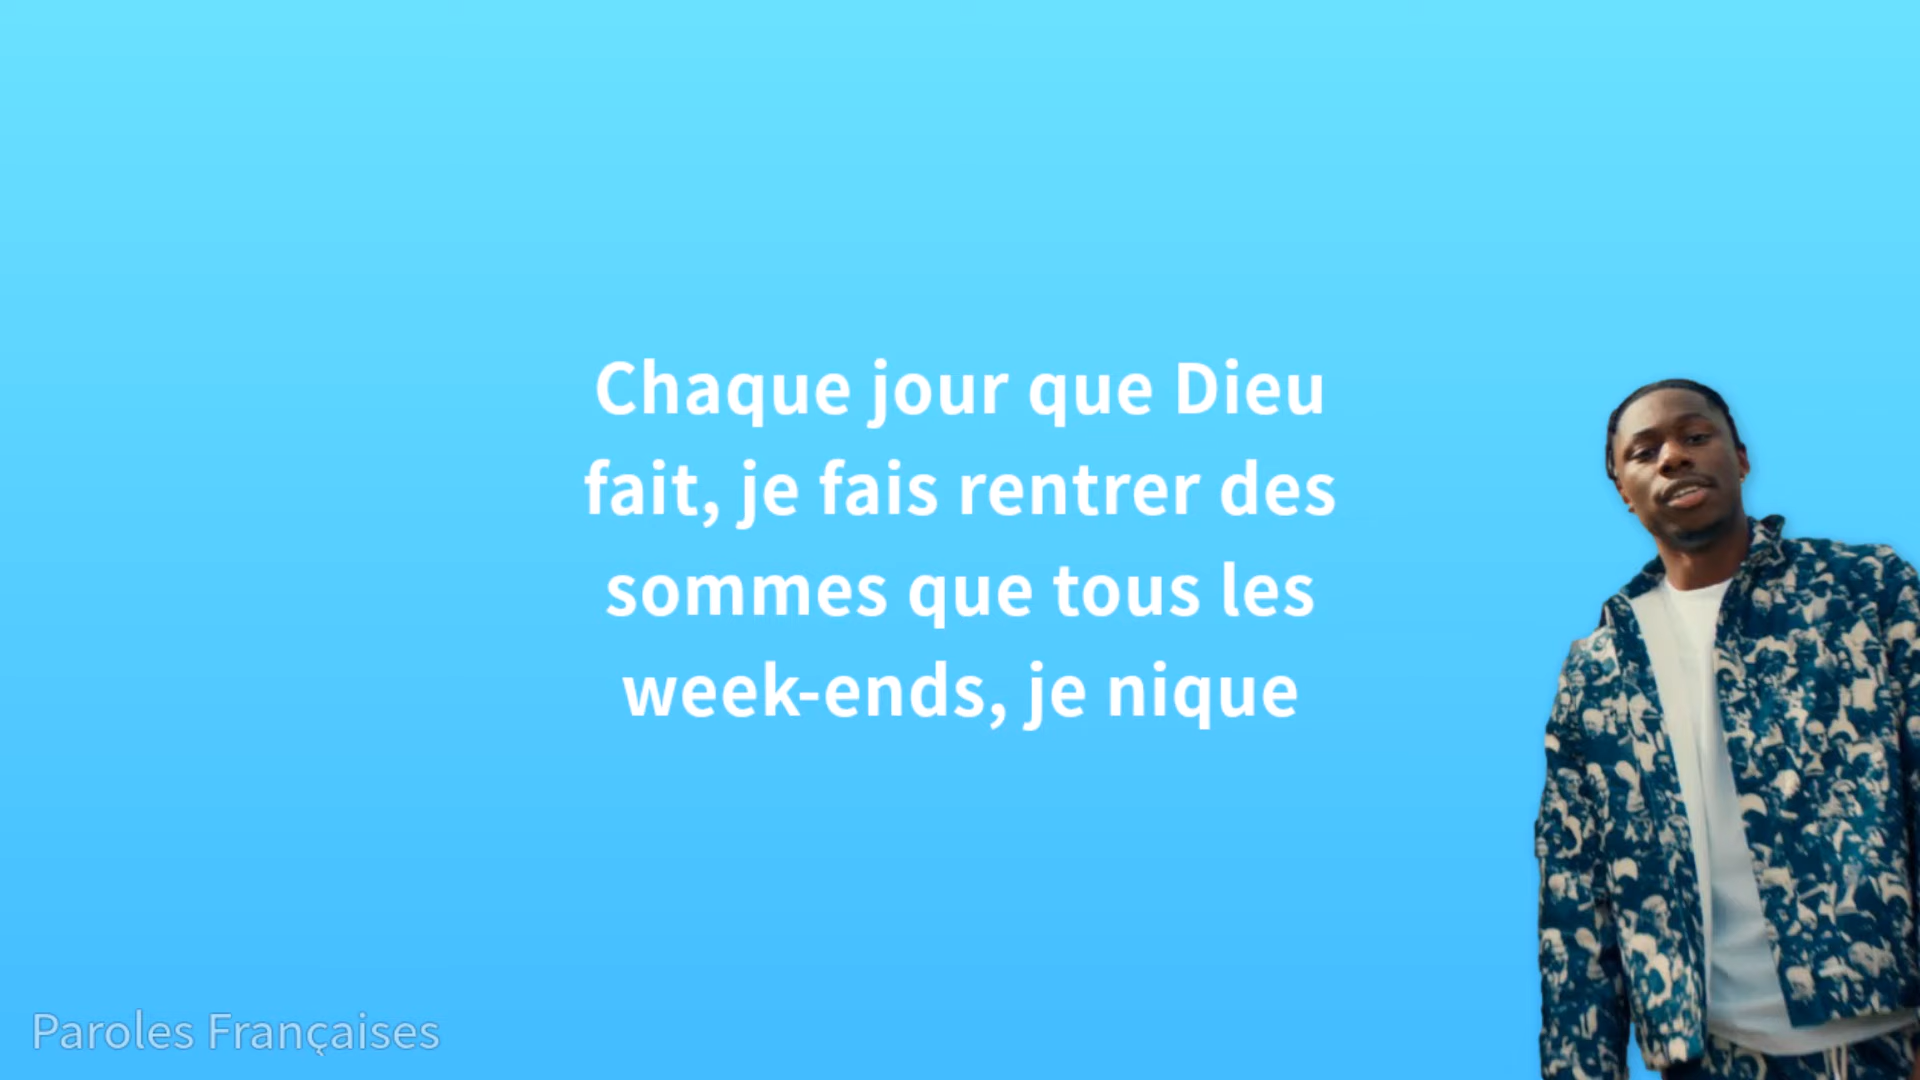 Chaque jour que Dieu
fait, je fais rentrer des
sommes que tous les
week-ends, je nique
Paroles Françaises